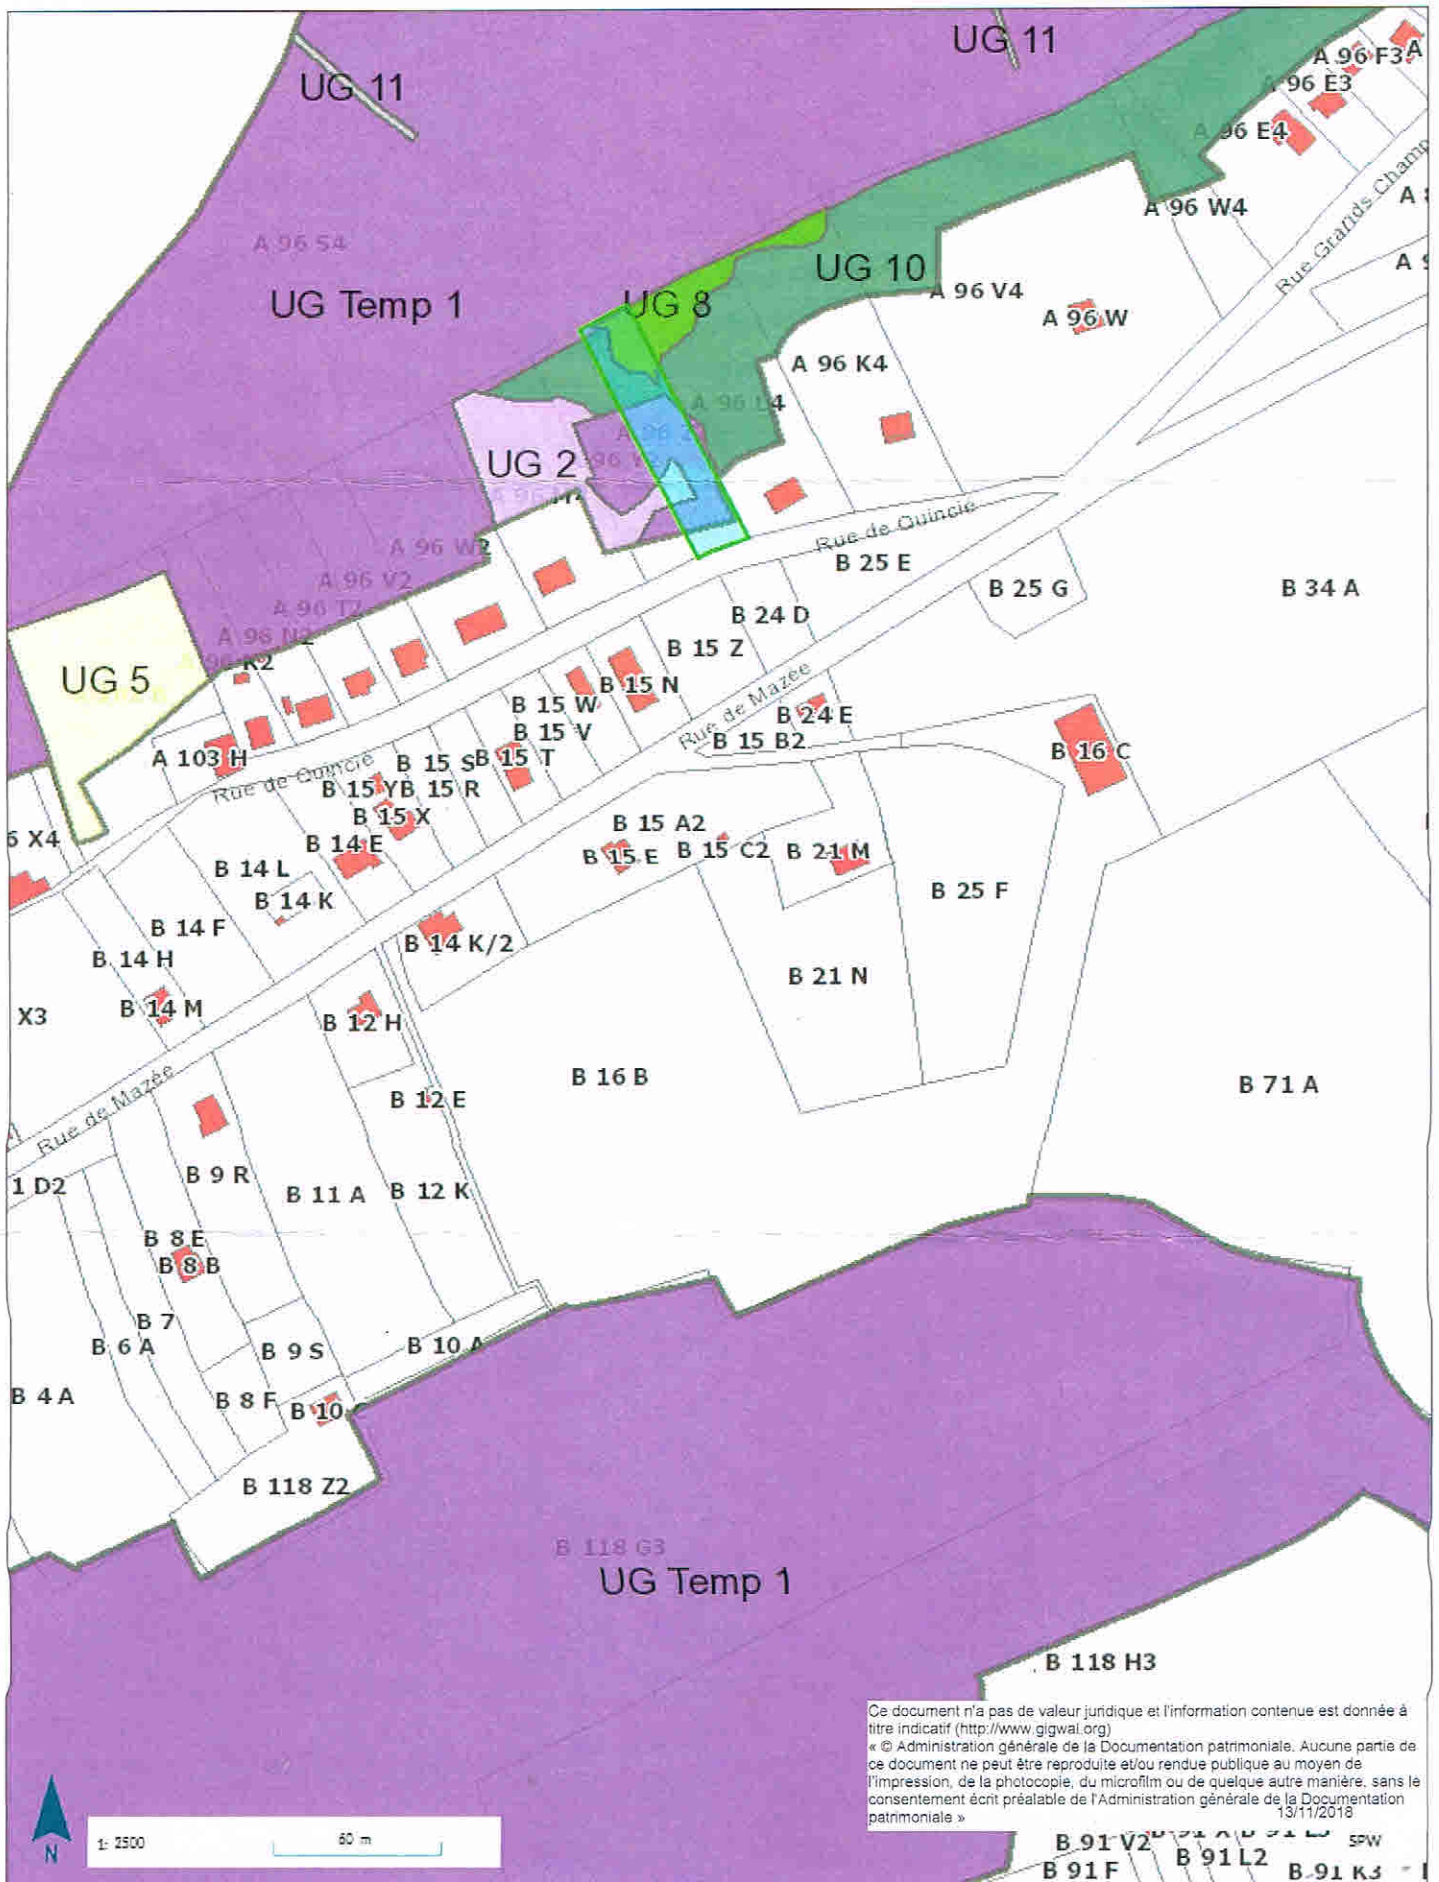 UG 11
UG 11
A 96 F3
A
A 96 E3
A 96 E4
A 96 W4
Rue Grands Champ
A 96 S4
UG Temp 1
UG 8
UG 10
A 96 V4
A 96 W
A 96 K4
UG 2
Rue de Quincié
B 25 E
A 96 W2
A 96 V2
A 96 T2
A 96 N2
UG 5
B 25 G
B 34 A
B 24 D
B 15 Z
B 15 N
B 15 W
B 15 V
Rue de Mazée
B 24 E
B 15 B2
B 16 C
A 103 H
Rue de Quincié
B 15 S
B 15 T
B 15 Y
B 15 R
B 15 X
B 14 E
B 15 A2
B 15 E
B 15 C2
B 21 M
X4
B 14 L
B 14 K
B 25 F
B 14 F
B 14 K/2
B 14 H
B 21 N
X3
B 14 M
B 12 H
Rue de Mazée
B 16 B
B 71 A
B 12 E
1 D2
B 9 R
B 11 A
B 12 K
B 8 E
B 8 B
B 7
B 6 A
B 9 S
B 10 A
B 4 A
B 8 F
B 10
B 118 Z2
B 118 G3
UG Temp 1
B 118 H3
Ce document n'a pas de valeur juridique et l'information contenue est donnée à
titre indicatif (http://www.gigwal.org)
« © Administration générale de la Documentation patrimoniale. Aucune partie de
ce document ne peut être reproduite et/ou rendue publique au moyen de
l'impression, de la photocopie, du microfilm ou de quelque autre manière, sans le
consentement écrit préalable de l'Administration générale de la Documentation
patrimoniale »
13/11/2018
N
1: 2500
60 m
SPW
B 91 V2
B 91 L2
B 91 F
B 91 K3